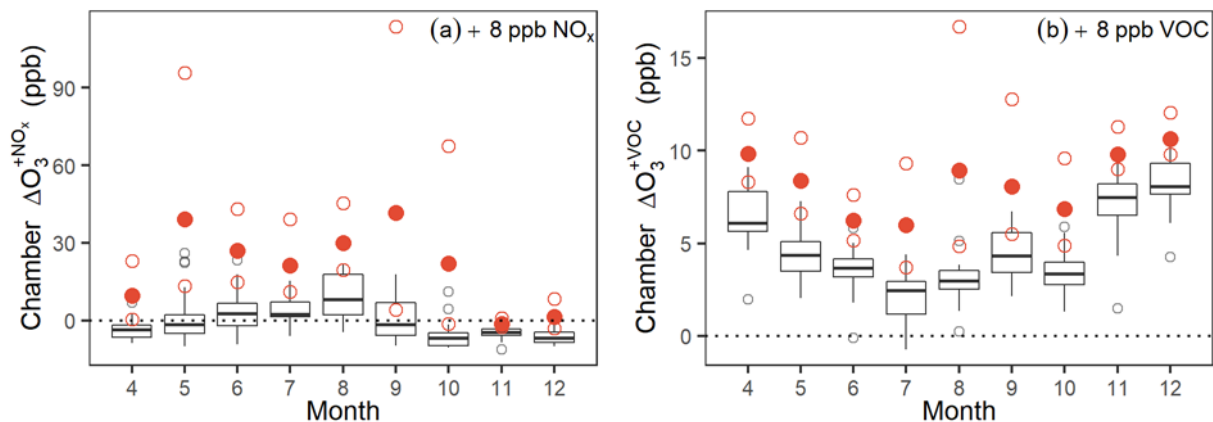 (a) + 8 ppb NOₓ
Chamber ΔO₃⁺ᴺᴼˣ (ppb)
90
60
30
0
4 5 6 7 8 9 10 11 12
Month
(b) + 8 ppb VOC
Chamber ΔO₃⁺ⱽᴼC (ppb)
15
10
5
0
4 5 6 7 8 9 10 11 12
Month